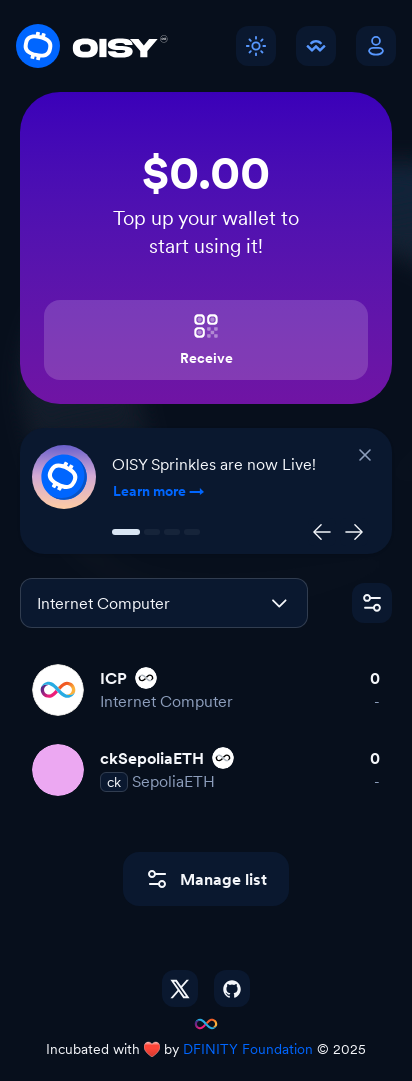 OISY
$0.00
Top up your wallet to
start using it!
Receive
OISY Sprinkles are now Live!
Learn more
Internet Computer
ICP 0
Internet Computer -
ckSepoliaETH 0
ck SepoliaETH -
Manage list
Incubated with ❤️ by DFINITY Foundation © 2025